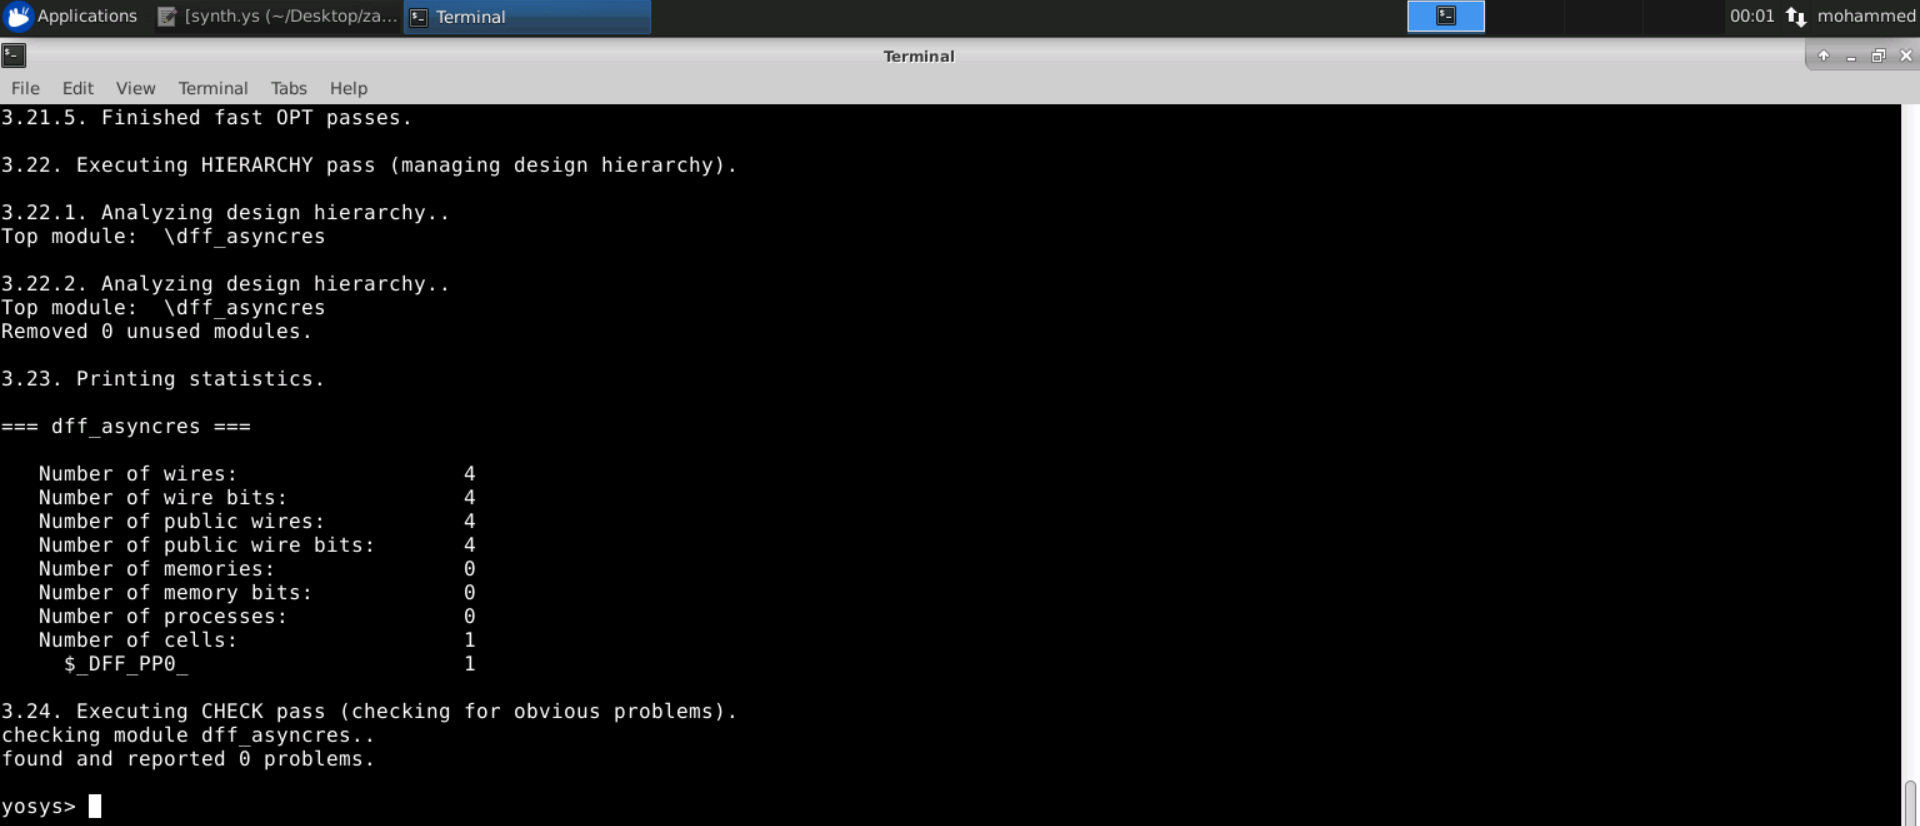 Applications [synth.ys (~/Desktop/za... Terminal 00:01 mohammed
Terminal
File Edit View Terminal Tabs Help
3.21.5. Finished fast OPT passes.
3.22. Executing HIERARCHY pass (managing design hierarchy).
3.22.1. Analyzing design hierarchy..
Top module:  \dff_asyncres
3.22.2. Analyzing design hierarchy..
Top module:  \dff_asyncres
Removed 0 unused modules.
3.23. Printing statistics.
=== dff_asyncres ===
Number of wires: 4
Number of wire bits: 4
Number of public wires: 4
Number of public wire bits: 4
Number of memories: 0
Number of memory bits: 0
Number of processes: 0
Number of cells: 1
$_DFF_PP0_ 1
3.24. Executing CHECK pass (checking for obvious problems).
checking module dff_asyncres..
found and reported 0 problems.
yosys>